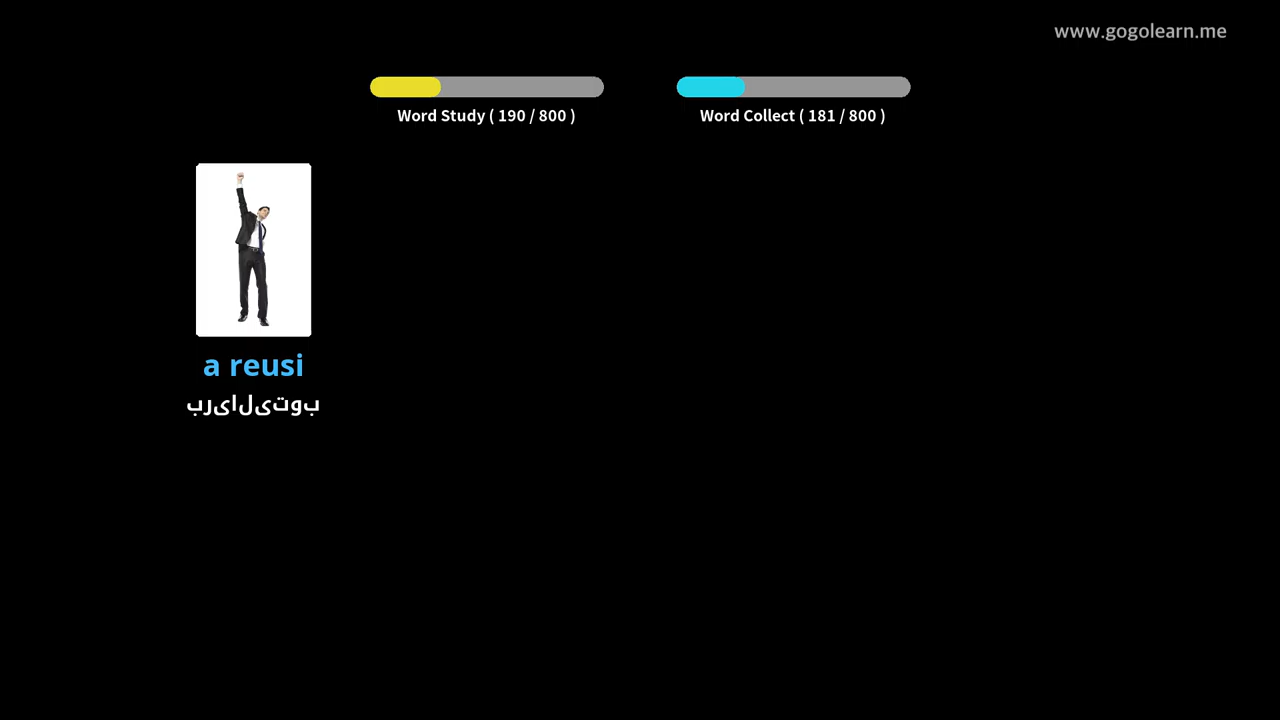 www.gogolearn.me
Word Study ( 190 / 800 )
Word Collect ( 181 / 800 )
a reusi
بریالیتوب